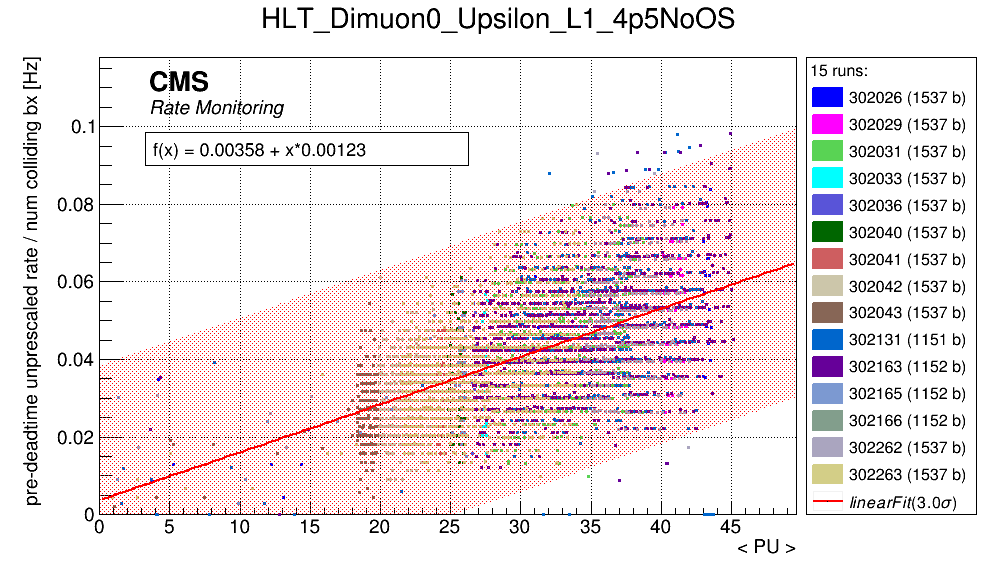 HLT_Dimuon0_Upsilon_L1_4p5NoOS
pre-deadtime unprescaled rate / num colliding bx [Hz]
CMS
Rate Monitoring
f(x) = 0.00358 + x*0.00123
0.1
0.08
0.06
0.04
0.02
0
0 5 10 15 20 25 30 35 40 45
< PU >
15 runs:
302026 (1537 b)
302029 (1537 b)
302031 (1537 b)
302033 (1537 b)
302036 (1537 b)
302040 (1537 b)
302041 (1537 b)
302042 (1537 b)
302043 (1537 b)
302131 (1151 b)
302163 (1152 b)
302165 (1152 b)
302166 (1152 b)
302262 (1537 b)
302263 (1537 b)
linearFit(3.0σ)